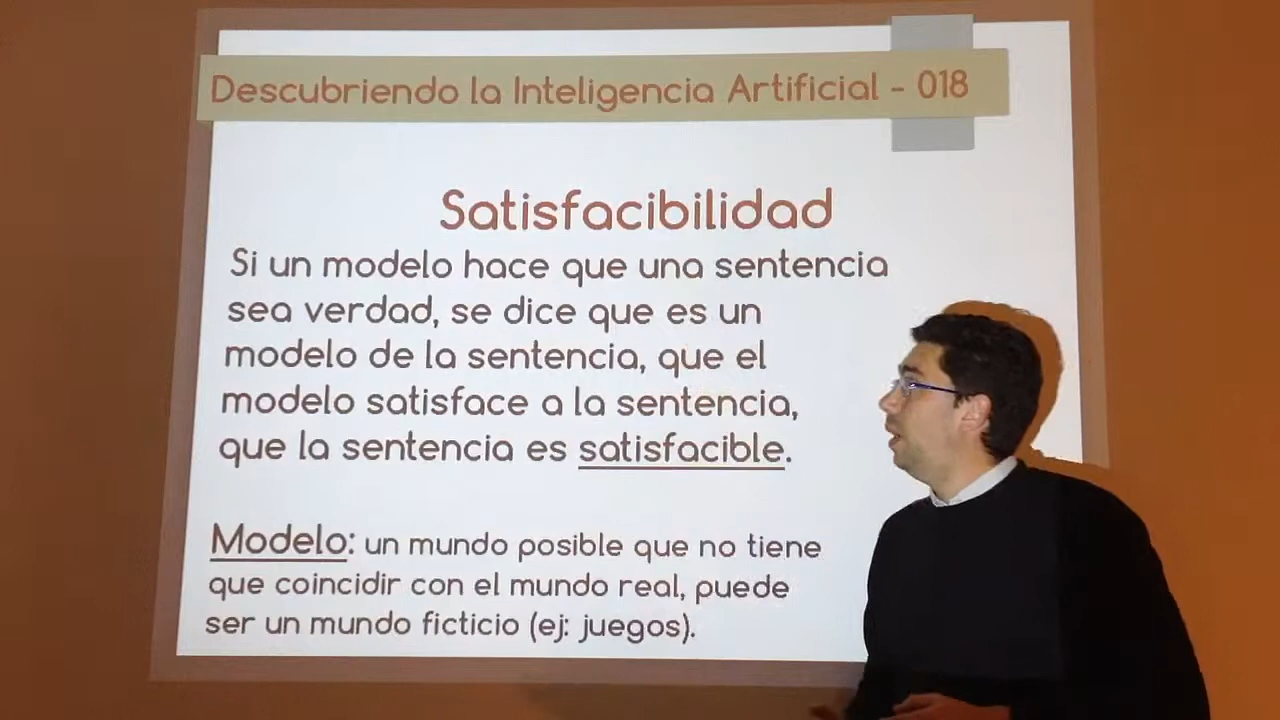 Descubriendo la Inteligencia Artificial - 018
Satisfacibilidad
Si un modelo hace que una sentencia
sea verdad, se dice que es un
modelo de la sentencia, que el
modelo satisface a la sentencia,
que la sentencia es satisfacible.
Modelo: un mundo posible que no tiene
que coincidir con el mundo real, puede
ser un mundo ficticio (ej: juegos).